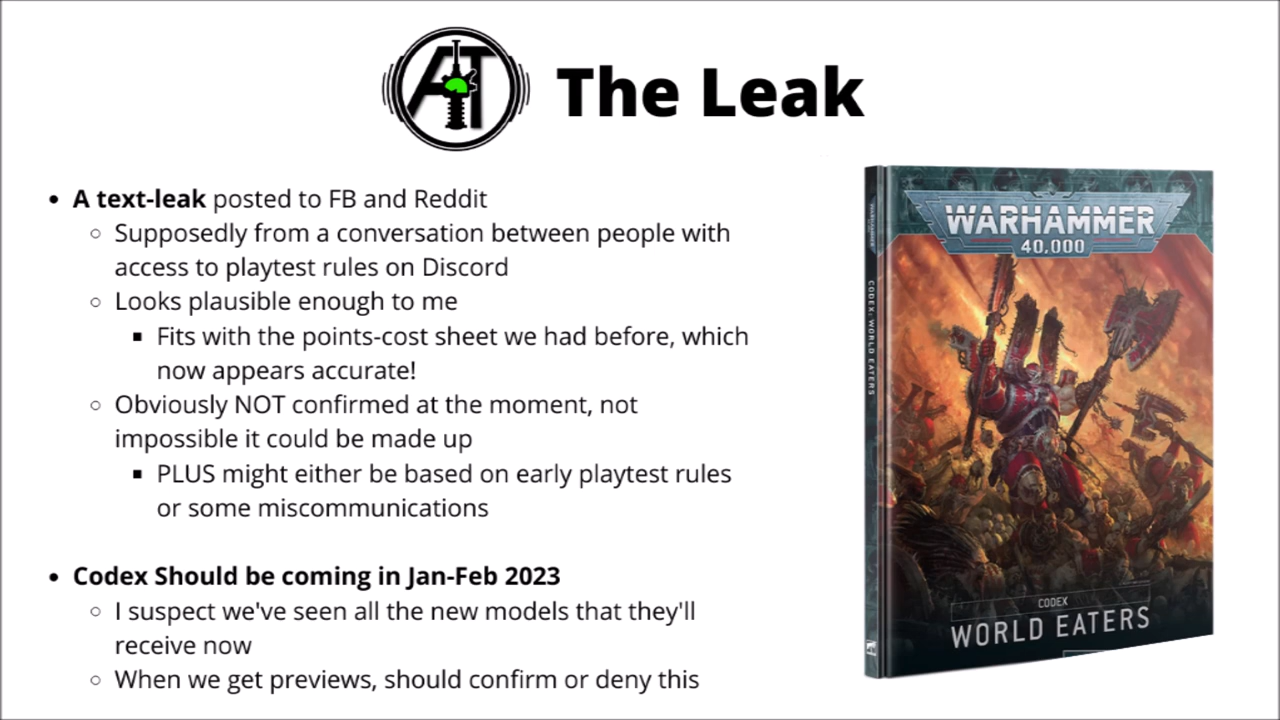 AT The Leak
• A text-leak posted to FB and Reddit
○ Supposedly from a conversation between people with
access to playtest rules on Discord
○ Looks plausible enough to me
▪ Fits with the points-cost sheet we had before, which
now appears accurate!
○ Obviously NOT confirmed at the moment, not
impossible it could be made up
▪ PLUS might either be based on early playtest rules
or some miscommunications
• Codex Should be coming in Jan-Feb 2023
○ I suspect we've seen all the new models that they'll
receive now
○ When we get previews, should confirm or deny this
WARHAMMER
40,000
CODEX
WORLD EATERS
WARHAMMER
CODEX: WORLD EATERS